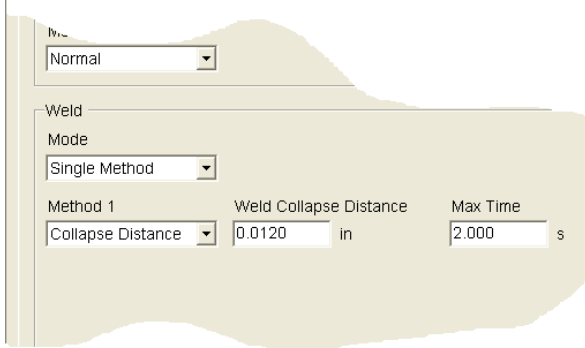 Normal
Weld
Mode
Single Method
Method 1 Weld Collapse Distance Max Time
Collapse Distance 0.0120 in 2.000 s